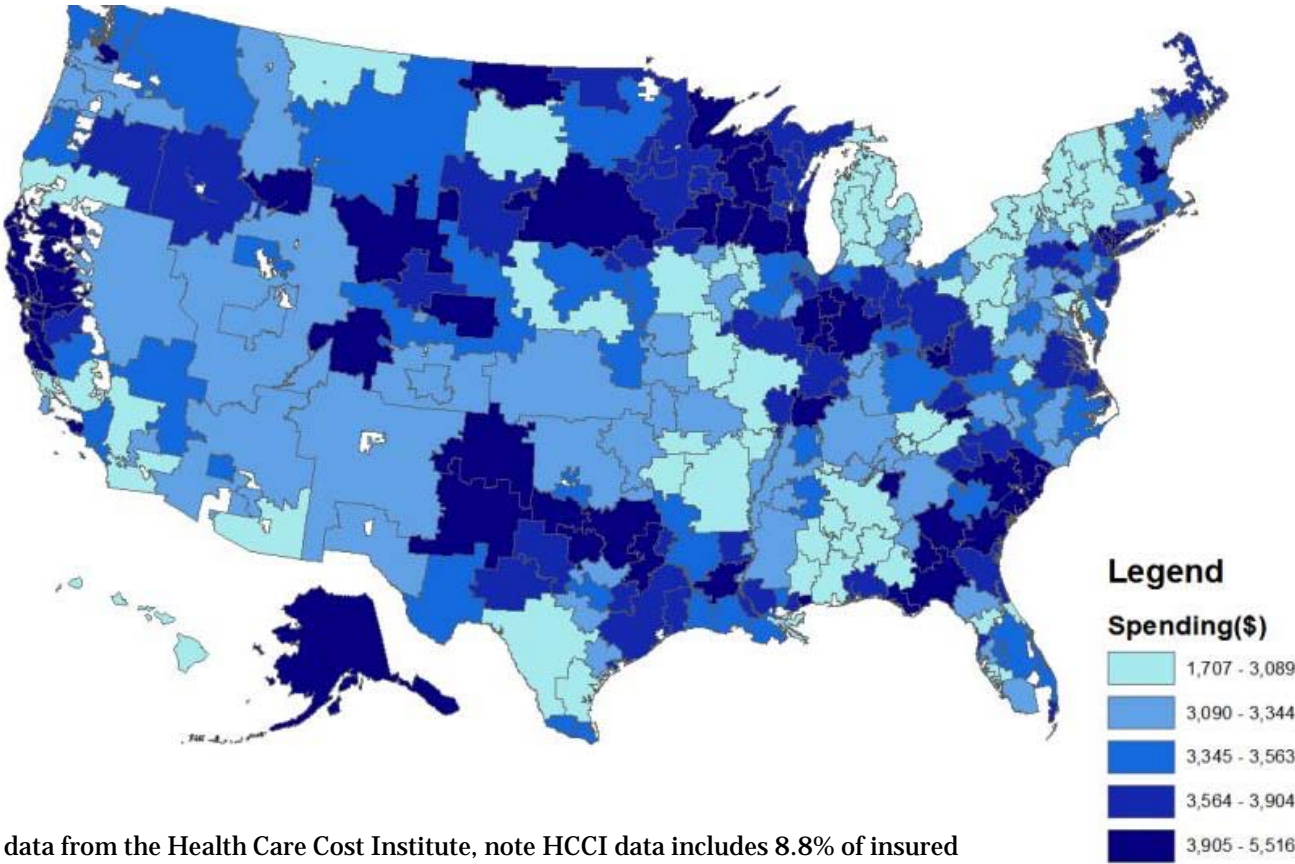 Legend
Spending($)
1,707 - 3,089
3,090 - 3,344
3,345 - 3,563
3,564 - 3,904
3,905 - 5,516
data from the Health Care Cost Institute, note HCCI data includes 8.8% of insured